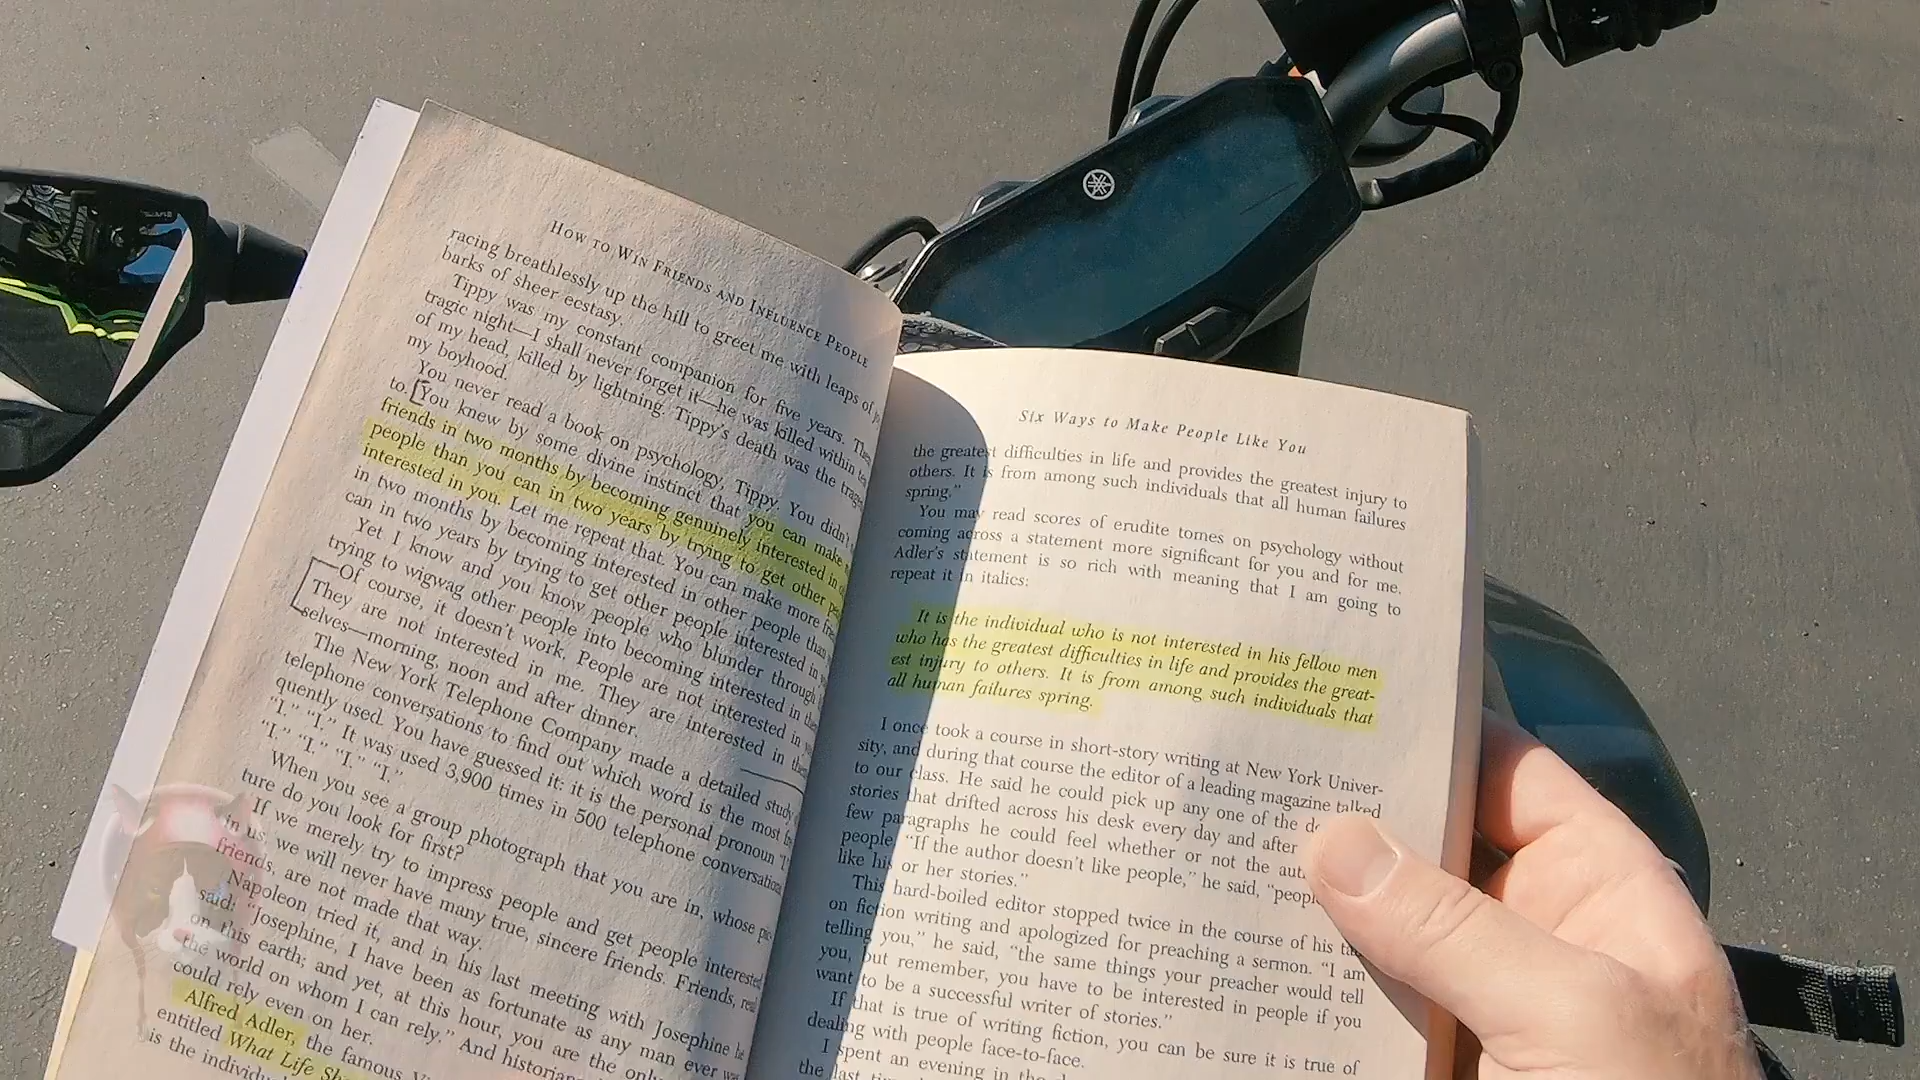 HOW TO WIN FRIENDS AND INFLUENCE PEOPLE
racing breathlessly up the hill to greet me with leaps of
barks of sheer ecstasy.
Tippy was my constant companion for five years. Then
tragic night—I shall never forget it—he was killed within ten
of my head, killed by lightning. Tippy's death was the
my boyhood.
You never read a book on psychology, Tippy. You didn't
to. You knew by some divine instinct that you can make
friends in two months by becoming genuinely interested in
people than you can in two years by trying to get other
interested in you. Let me repeat that. You can make more
in two months by becoming interested in other people than
can in two years by trying to get other people interested in
Yet I know and you know people who blunder through
trying to wigwag other people into becoming interested in
Of course, it doesn't work. People are not interested in
They are not interested in me. They are interested in
selves—morning, noon and after dinner.
The New York Telephone Company made a detailed study
telephone conversations to find out which word is the most
quently used. You have guessed it: it is the personal pronoun
"I." "I." It was used 3,900 times in 500 telephone
"I." "I." "I." "I."
When you see a group photograph that you are in, whose
ture do you look for first?
If we merely try to impress people and get people interested
in us, we will never have many true, sincere friends. Friends,
friends, are not made that way.
Napoleon tried it, and in his last meeting with Josephine
said: "Josephine, I have been as fortunate as any man ever
on this earth; and yet, at this hour, you are the only
the world on whom I can rely." And
could rely even on her.
Alfred Adler, the famous
entitled What Life
is the
Six Ways to Make People Like You
the greatest difficulties in life and provides the greatest injury to
others. It is from among such individuals that all human failures
spring."
You may read scores of erudite tomes on psychology without
coming across a statement more significant for you and for me.
Adler's statement is so rich with meaning that I am going to
repeat it in italics:
It is the individual who is not interested in his fellow men
who has the greatest difficulties in life and provides the great-
est injury to others. It is from among such individuals that
all human failures spring.
I once took a course in short-story writing at New York Univer-
sity, and during that course the editor of a leading magazine talked
to our class. He said he could pick up any one of the
stories that drifted across his desk every day and after
few paragraphs he could feel whether or not the
people. "If the author doesn't like people," he said,
like his or her stories."
This hard-boiled editor stopped twice in the course of his
on fiction writing and apologized for preaching a sermon. "I am
telling you," he said, "the same things your preacher would tell
you, but remember, you have to be interested in people if you
want to be a successful writer of stories."
If that is true of writing fiction, you can be sure it is true of
dealing with people face-to-face.
I spent an evening in the
the last